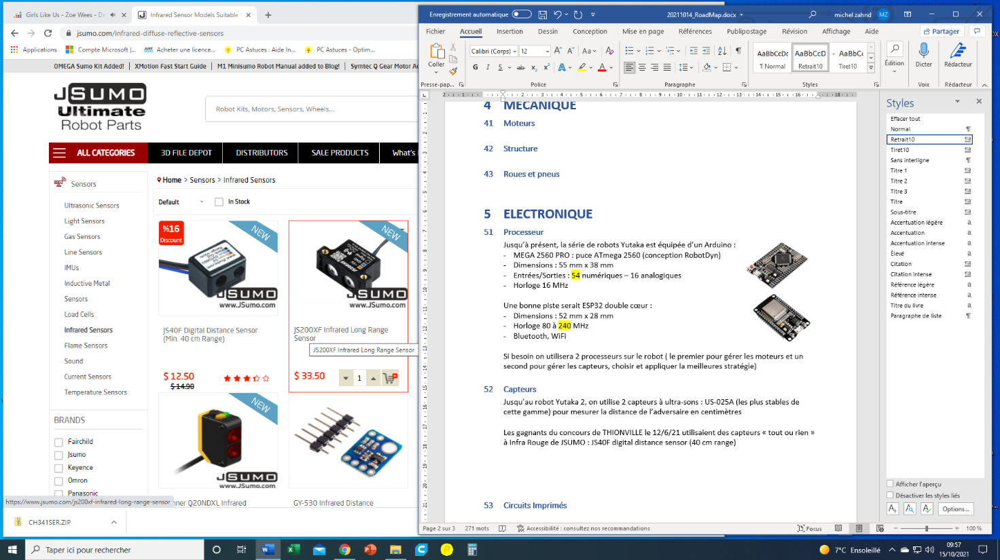 Girls Like Us - Zoe Wees - De
Infrared Sensor Models Suitable
jsumo.com/infrared-diffuse-reflective-sensors
Applications
Compte Microsoft |...
Acheter une licence...
PC Astuces : Aide In...
PC Astuces - Optim...
OMEGA Sumo Kit Added! | XMotion Fast Start Guide | M1 Minisumo Robot Manual added to Blog! | Symtec Q Gear Motor Ad
JSUMO
Ultimate
Robot Parts
Robot Kits, Motors, Sensors, Wheels...
ALL CATEGORIES
3D FILE DEPOT
DISTRIBUTORS
SALE PRODUCTS
What's
Sensors
Ultrasonic Sensors
Light Sensors
Gas Sensors
Line Sensors
IMUs
Inductive Metal
Sensors
Load Cells
Infrared Sensors
Flame Sensors
Sound
Current Sensors
Temperature Sensors
BRANDS
Fairchild
Jsumo
Keyence
Omron
Panasonic
Home > Sensors > Infrared Sensors
Default
In Stock
%16
Discount
NEW
JSUMO
www.JSumo.com
JS40F Digital Distance Sensor
(Min. 40 cm Range)
$ 12.50
$ 14.90
NEW
JSUMO
www.JSumo.com
JS200XF Infrared Long Range
Sensor
JS200XF Infrared Long Range Sensor
$ 33.50
1
NEW
JSUMO
www.JSumo.com
nner Q20NDXL Infrared
GY-530 Infrared Distance
https://www.jsumo.com/js200xf-infrared-long-range-sensor
CH341SER.ZIP
Enregistrement automatique
20211014_RoadMap.docx
michel zahnd
MZ
Fichier
Accueil
Insertion
Dessin
Conception
Mise en page
Références
Publipostage
Révision
Affichage
Aide
Partager
Coller
Presse-pap...
Calibri (Corps)
12
G I S ab x₂ x²
Police
Paragraphe
AaBbCcDc
¶ Normal
AaBbCcD
Retrait10
- AaBbCc
Tiret10
Styles
Édition
Dicter
Voix
Rédacteur
Rédacteur
4 MECANIQUE
41 Moteurs
42 Structure
43 Roues et pneus
5 ELECTRONIQUE
51 Processeur
Jusqu'à présent, la série de robots Yutaka est équipée d'un Arduino :
- MEGA 2560 PRO : puce ATmega 2560 (conception RobotDyn)
- Dimensions : 55 mm x 38 mm
- Entrées/Sorties : 54 numériques – 16 analogiques
- Horloge 16 MHz
Une bonne piste serait ESP32 double cœur :
- Dimensions : 52 mm x 28 mm
- Horloge 80 à 240 MHz
- Bluetooth, WiFi
Si besoin on utilisera 2 processeurs sur le robot ( le premier pour gérer les moteurs et un
second pour gérer les capteurs, choisir et appliquer la meilleures stratégie)
52 Capteurs
Jusqu'au robot Yutaka 2, on utilise 2 capteurs à ultra-sons : US-025A (les plus stables de
cette gamme) pour mesurer la distance de l'adversaire en centimètres
Les gagnants du concours de THIONVILLE le 12/6/21 utilisaient des capteurs « tout ou rien »
à Infra Rouge de JSUMO : JS40F digital distance sensor (40 cm range)
53 Circuits Imprimés
Styles
Effacer tout
Normal
Retrait10
Tiret10
Sans interligne
Titre 1
Titre 2
Titre 3
Titre
Sous-titre
Accentuation légère
Accentuation
Accentuation intense
Élevé
Citation
Citation intense
Référence légère
Référence intense
Titre du livre
Paragraphe de liste
Afficher l'aperçu
Désactiver les styles liés
Options...
Page 2 sur 3
271 mots
Accessibilité : consultez nos recommandations
Focus
100 %
Taper ici pour rechercher
7°C Ensoleillé
09:57
15/10/2021